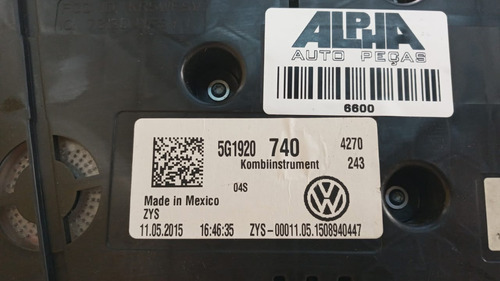 ALPHA
AUTO PEÇAS
6600
5G1920 740 4270
Kombiinstrument 243
04S
Made in Mexico
ZYS
11.05.2015 16:46:35 ZYS-00011.05.1508940447